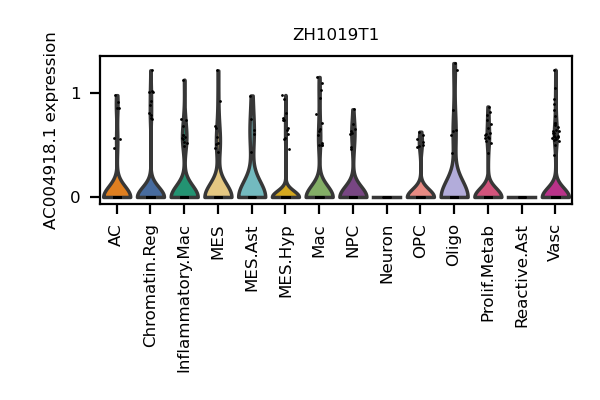 ZH1019T1
AC004918.1 expression
1
0
AC
Chromatin.Reg
Inflammatory.Mac
MES
MES.Ast
MES.Hyp
Mac
NPC
Neuron
OPC
Oligo
Prolif.Metab
Reactive.Ast
Vasc